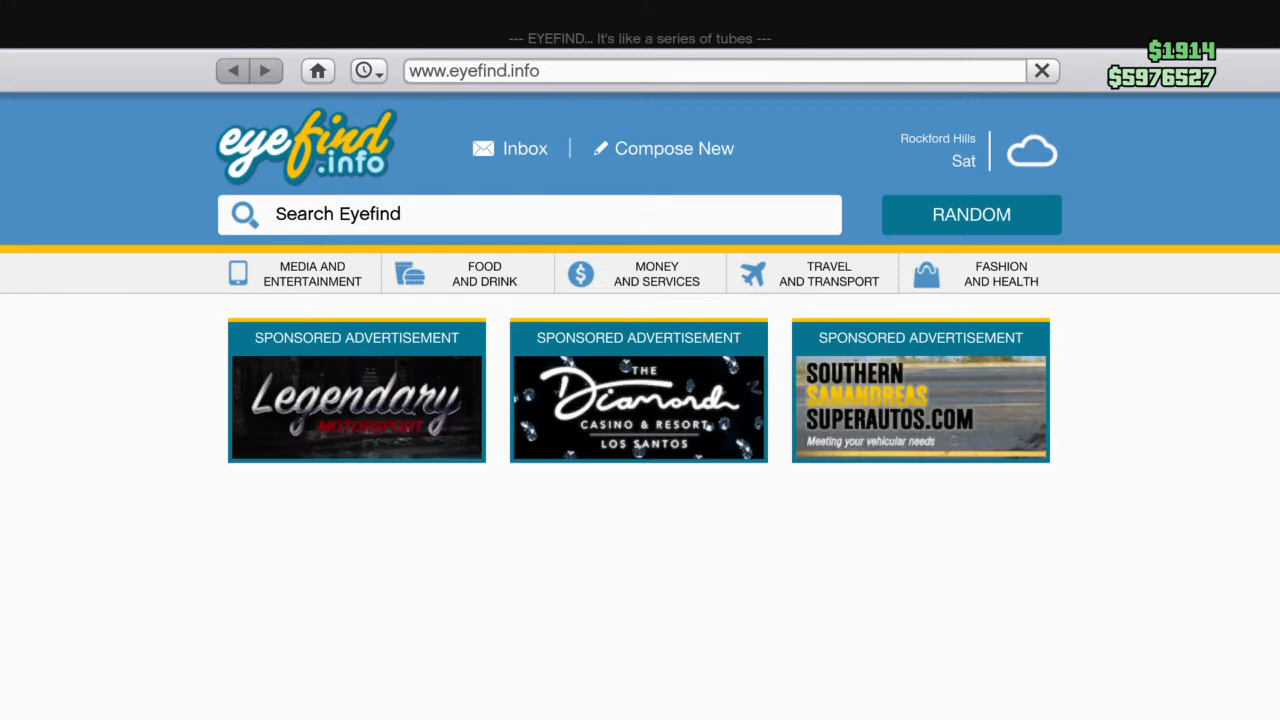 --- EYEFIND... It's like a series of tubes ---
$1914
www.eyefind.info
$5976527
eyefind
.info
Inbox
Compose New
Rockford Hills
Sat
Search Eyefind
RANDOM
MEDIA AND
ENTERTAINMENT
FOOD
AND DRINK
MONEY
AND SERVICES
TRAVEL
AND TRANSPORT
FASHION
AND HEALTH
SPONSORED ADVERTISEMENT
Legendary
MOTORSPORT
SPONSORED ADVERTISEMENT
THE
Diamond
CASINO & RESORT
LOS SANTOS
SPONSORED ADVERTISEMENT
SOUTHERN
SANANDREAS
SUPERAUTOS.COM
Meeting your vehicular needs